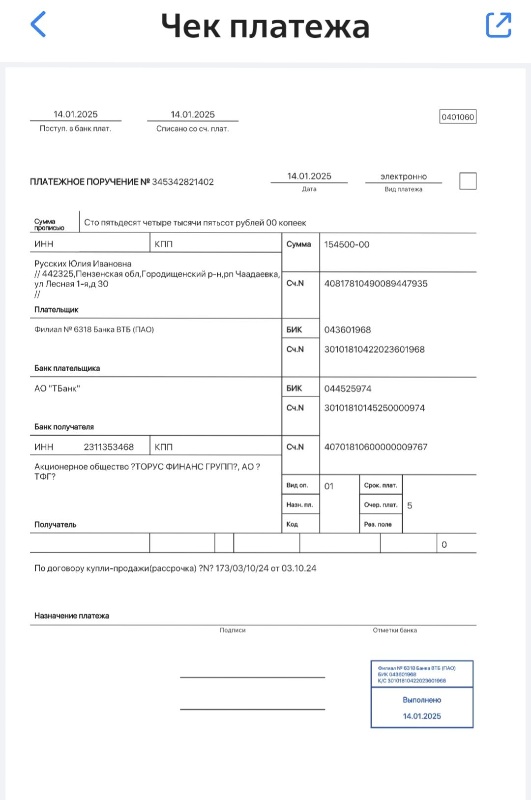 Чек платежа
14.01.2025
14.01.2025
0401060
Поступ. в банк плат.
Списано со сч. плат.
ПЛАТЕЖНОЕ ПОРУЧЕНИЕ № 345342821402
14.01.2025
электронно
Дата
Вид платежа
Сумма прописью
Сто пятьдесят четыре тысячи пятьсот рублей 00 копеек
ИНН
КПП
Сумма
154500-00
Русских Юлия Ивановна
// 442325,Пензенская обл,Городищенский р-н,рп Чаадаевка,
ул Лесная 1-я,д 30
//
Сч.N
40817810490089447935
Плательщик
Филиал № 6318 Банка ВТБ (ПАО)
БИК
043601968
Сч.N
30101810422023601968
Банк плательщика
АО "ТБанк"
БИК
044525974
Сч.N
30101810145250000974
Банк получателя
ИНН 2311353468
КПП
Сч.N
40701810600000009767
Акционерное общество ?ТОРУС ФИНАНС ГРУПП?, АО ?
ТФГ?
Вид оп.
01
Срок. плат.
Назн. пл.
Очер. плат.
5
Получатель
Код
Рез. поле
0
По договору купли-продажи(рассрочка) ?N? 173/03/10/24 от 03.10.24
Назначение платежа
Подписи
Отметки банка
Филиал № 6318 Банка ВТБ (ПАО)
БИК 043601968
К/С 30101810422023601968
Выполнено
14.01.2025